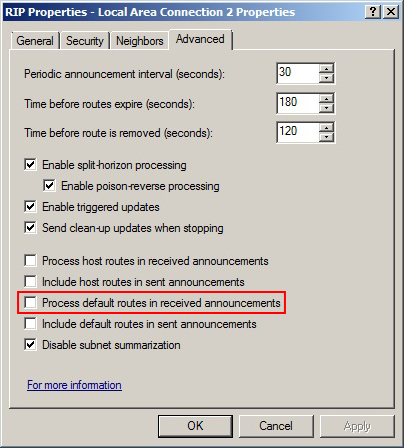 RIP Properties - Local Area Connection 2 Properties
General Security Neighbors Advanced
Periodic announcement interval (seconds): 30
Time before routes expire (seconds): 180
Time before route is removed (seconds): 120
Enable split-horizon processing
Enable poison-reverse processing
Enable triggered updates
Send clean-up updates when stopping
Process host routes in received announcements
Include host routes in sent announcements
Process default routes in received announcements
Include default routes in sent announcements
Disable subnet summarization
For more information
OK Cancel Apply